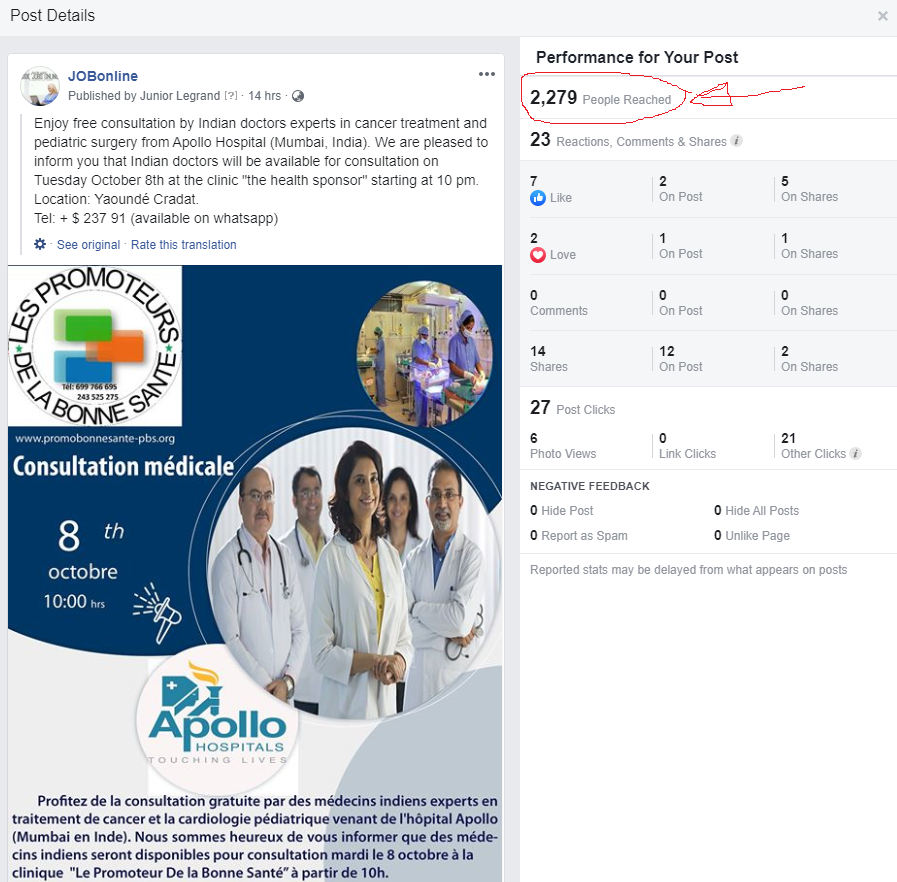 Post Details
×
JOBonline
Published by Junior Legrand [?] · 14 hrs ·
Enjoy free consultation by Indian doctors experts in cancer treatment and
pediatric surgery from Apollo Hospital (Mumbai, India). We are pleased to
inform you that Indian doctors will be available for consultation on
Tuesday October 8th at the clinic "the health sponsor" starting at 10 pm.
Location: Yaoundé Cradat.
Tel: + $ 237 91 (available on whatsapp)
· See original · Rate this translation
LES PROMOTEURS
DE LA BONNE SANTE
Tél: 699 766 695
243 525 275
www.promobonnesante-pbs.org
Consultation médicale
8 th
octobre
10:00 hrs
Apollo
HOSPITALS
TOUCHING LIVES
Profitez de la consultation gratuite par des médecins indiens experts en
traitement de cancer et la cardiologie pédiatrique venant de l'hôpital Apollo
(Mumbai en Inde). Nous sommes heureux de vous informer que des méde-
cins indiens seront disponibles pour consultation mardi le 8 octobre à la
clinique "Le Promoteur De la Bonne Santé" à partir de 10h.
Performance for Your Post
2,279 People Reached
23 Reactions, Comments & Shares i
7 2 5
Like On Post On Shares
2 1 1
Love On Post On Shares
0 0 0
Comments On Post On Shares
14 12 2
Shares On Post On Shares
27 Post Clicks
6 0 21
Photo Views Link Clicks Other Clicks i
NEGATIVE FEEDBACK
0 Hide Post 0 Hide All Posts
0 Report as Spam 0 Unlike Page
Reported stats may be delayed from what appears on posts